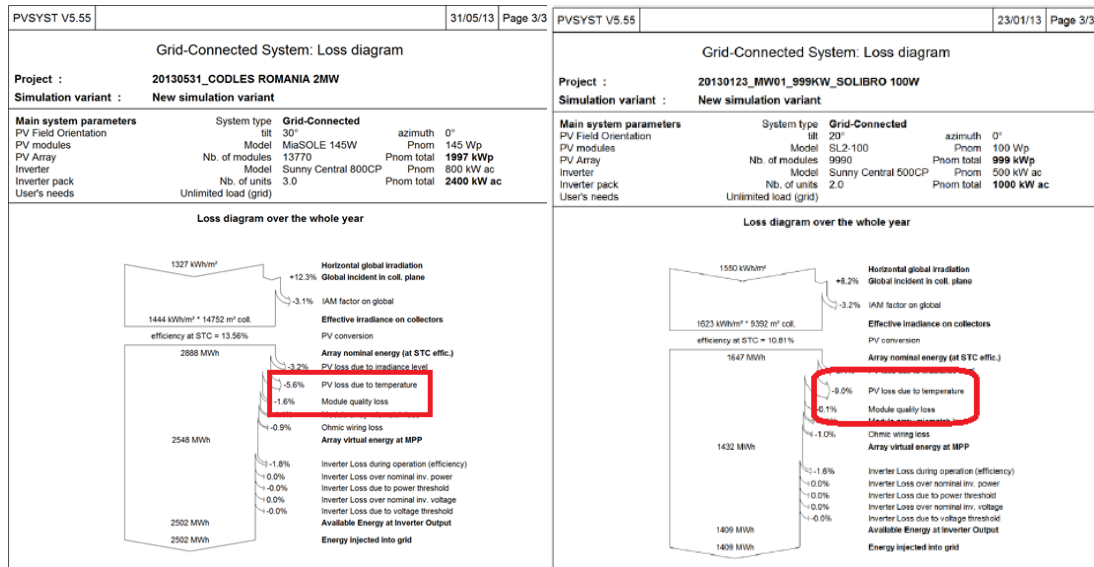 PVSYST V5.55 31/05/13 Page 3/3
Grid-Connected System: Loss diagram
Project : 20130531_CODLES ROMANIA 2MW
Simulation variant : New simulation variant
Main system parameters System type Grid-Connected
PV Field Orientation tilt 30° azimuth 0°
PV modules Model MiaSOLE 145W Pnom 145 Wp
PV Array Nb. of modules 13770 Pnom total 1997 kWp
Inverter Model Sunny Central 800CP Pnom 800 kW ac
Inverter pack Nb. of units 3.0 Pnom total 2400 kW ac
User's needs Unlimited load (grid)
Loss diagram over the whole year
1327 kWh/m² Horizontal global irradiation
+12.3% Global incident in coll. plane
-3.1% IAM factor on global
1444 kWh/m² * 14752 m² coll. Effective irradiance on collectors
efficiency at STC = 13.56% PV conversion
2888 MWh Array nominal energy (at STC effic.)
-3.2% PV loss due to irradiance level
-5.6% PV loss due to temperature
-1.6% Module quality loss
-0.9% Ohmic wiring loss
2548 MWh Array virtual energy at MPP
-1.8% Inverter Loss during operation (efficiency)
0.0% Inverter Loss over nominal inv. power
-0.0% Inverter Loss due to power threshold
0.0% Inverter Loss over nominal inv. voltage
-0.0% Inverter Loss due to voltage threshold
2502 MWh Available Energy at Inverter Output
2502 MWh Energy injected into grid
PVSYST V5.55 23/01/13 Page 3/3
Grid-Connected System: Loss diagram
Project : 20130123_MW01_999KW_SOLIBRO 100W
Simulation variant : New simulation variant
Main system parameters System type Grid-Connected
PV Field Orientation tilt 20° azimuth 0°
PV modules Model SL2-100 Pnom 100 Wp
PV Array Nb. of modules 9990 Pnom total 999 kWp
Inverter Model Sunny Central 500CP Pnom 500 kW ac
Inverter pack Nb. of units 2.0 Pnom total 1000 kW ac
User's needs Unlimited load (grid)
Loss diagram over the whole year
1550 kWh/m² Horizontal global irradiation
+8.2% Global incident in coll. plane
-3.2% IAM factor on global
1623 kWh/m² * 9392 m² coll. Effective irradiance on collectors
efficiency at STC = 10.81% PV conversion
1647 MWh Array nominal energy (at STC effic.)
-9.0% PV loss due to temperature
-0.1% Module quality loss
-1.0% Ohmic wiring loss
1432 MWh Array virtual energy at MPP
-1.6% Inverter Loss during operation (efficiency)
0.0% Inverter Loss over nominal inv. power
0.0% Inverter Loss due to power threshold
0.0% Inverter Loss over nominal inv. voltage
-0.0% Inverter Loss due to voltage threshold
1409 MWh Available Energy at Inverter Output
1409 MWh Energy injected into grid